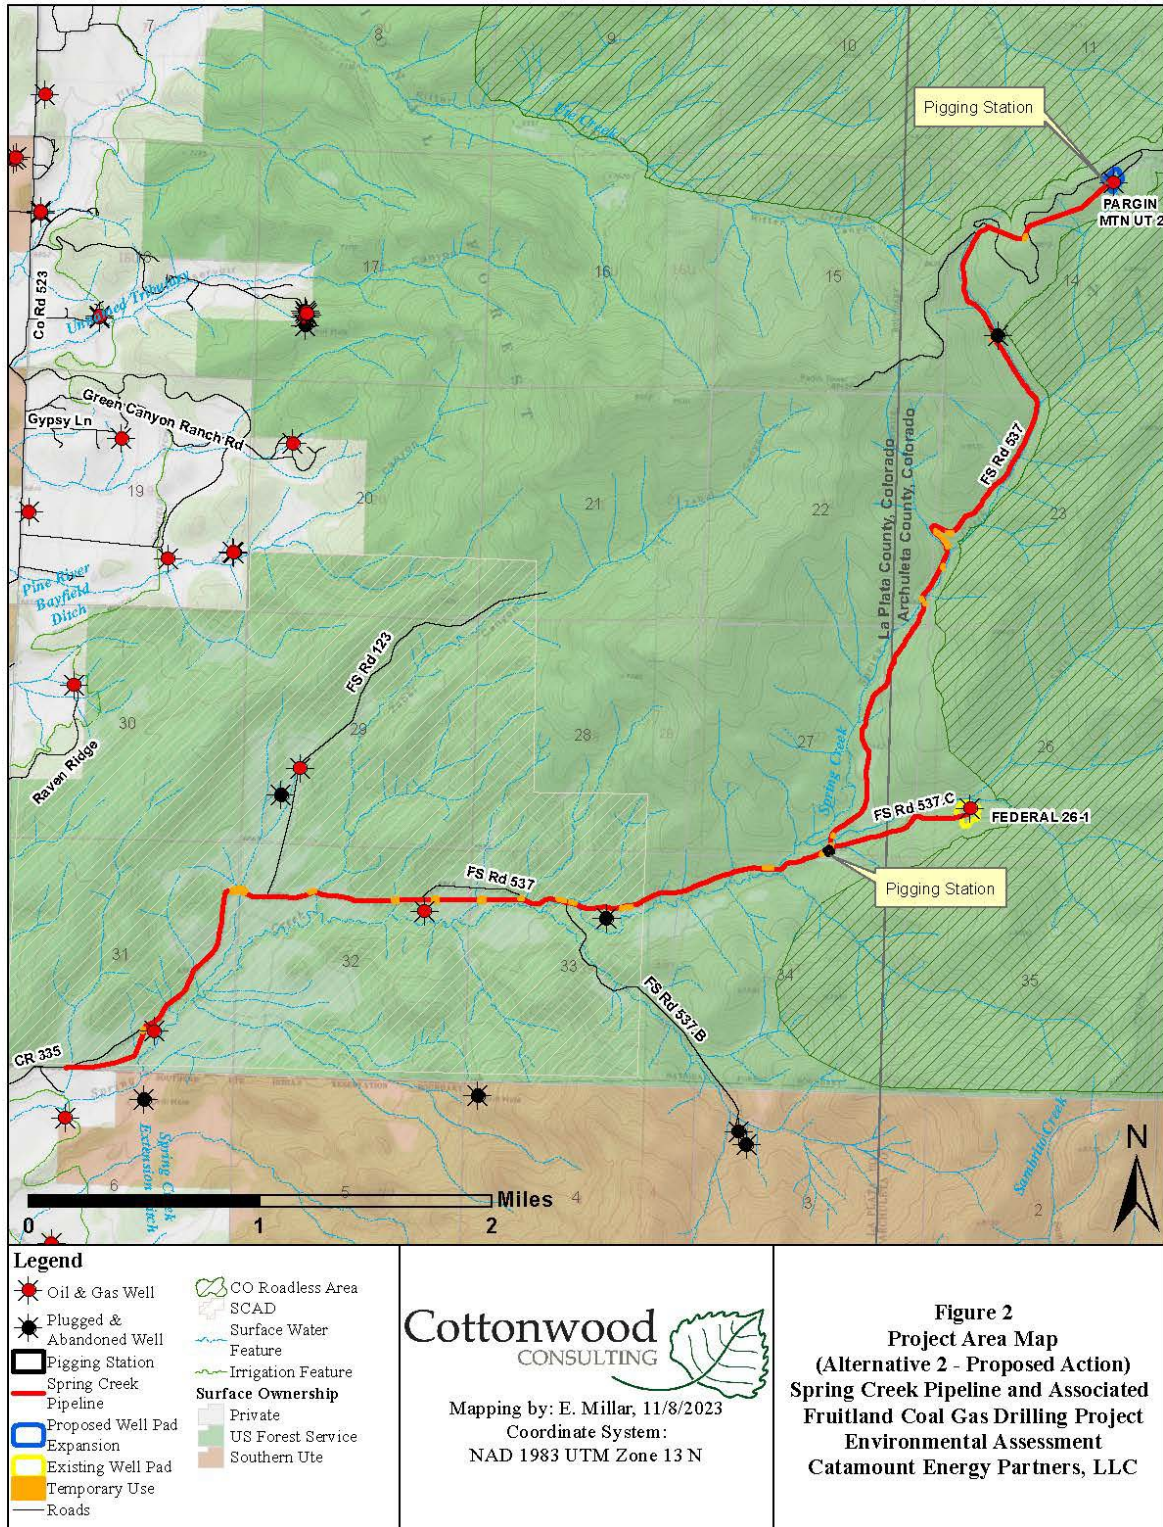 7
8
9
10
11
Pigging Station
Ute Creek
PARGIN
MTN UT 2
Co Rd 523
Unnamed Tributary
17
16
15
14
Green Canyon Ranch Rd
Gypsy Ln
19
20
21
22
23
FS Rd 537
La Plata County, Colorado
Archuleta County, Colorado
Pine River
Bayfield
Ditch
FS Rd 123
30
29
28
27
26
Raven Ridge
Spring Creek
FS Rd 537.C
FEDERAL 26-1
FS Rd 537
Pigging Station
Creek
31
32
33
34
35
FS Rd 537.B
CR 335
Spring Creek
Extension Ditch
Sambrito Creek
N
6
5
4
3
2
0 1 2 Miles
Legend
Oil & Gas Well
Plugged &
Abandoned Well
Pigging Station
Spring Creek
Pipeline
Proposed Well Pad
Expansion
Existing Well Pad
Temporary Use
Roads
CO Roadless Area
SCAD
Surface Water
Feature
Irrigation Feature
Surface Ownership
Private
US Forest Service
Southern Ute
Cottonwood
CONSULTING
Mapping by: E. Millar, 11/8/2023
Coordinate System:
NAD 1983 UTM Zone 13 N
Figure 2
Project Area Map
(Alternative 2 - Proposed Action)
Spring Creek Pipeline and Associated
Fruitland Coal Gas Drilling Project
Environmental Assessment
Catamount Energy Partners, LLC